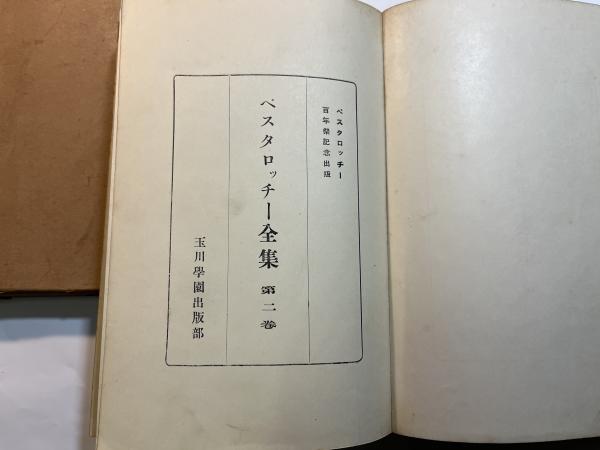 ペスタロッチー
百年祭記念出版
ペスタロッチー全集 第二卷
玉川學園出版部